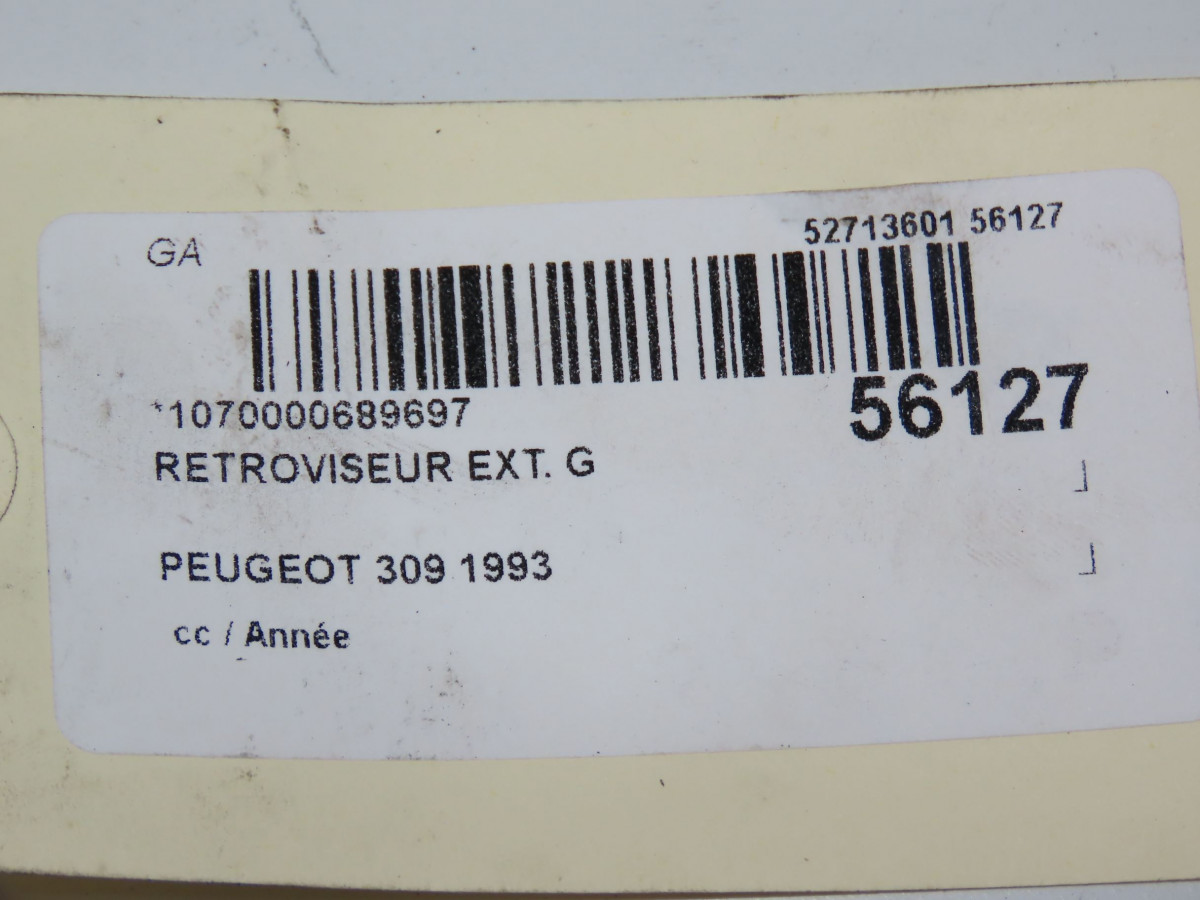 GA
52713601 56127
*1070000689697
56127
RETROVISEUR EXT. G
PEUGEOT 309 1993
cc / Année